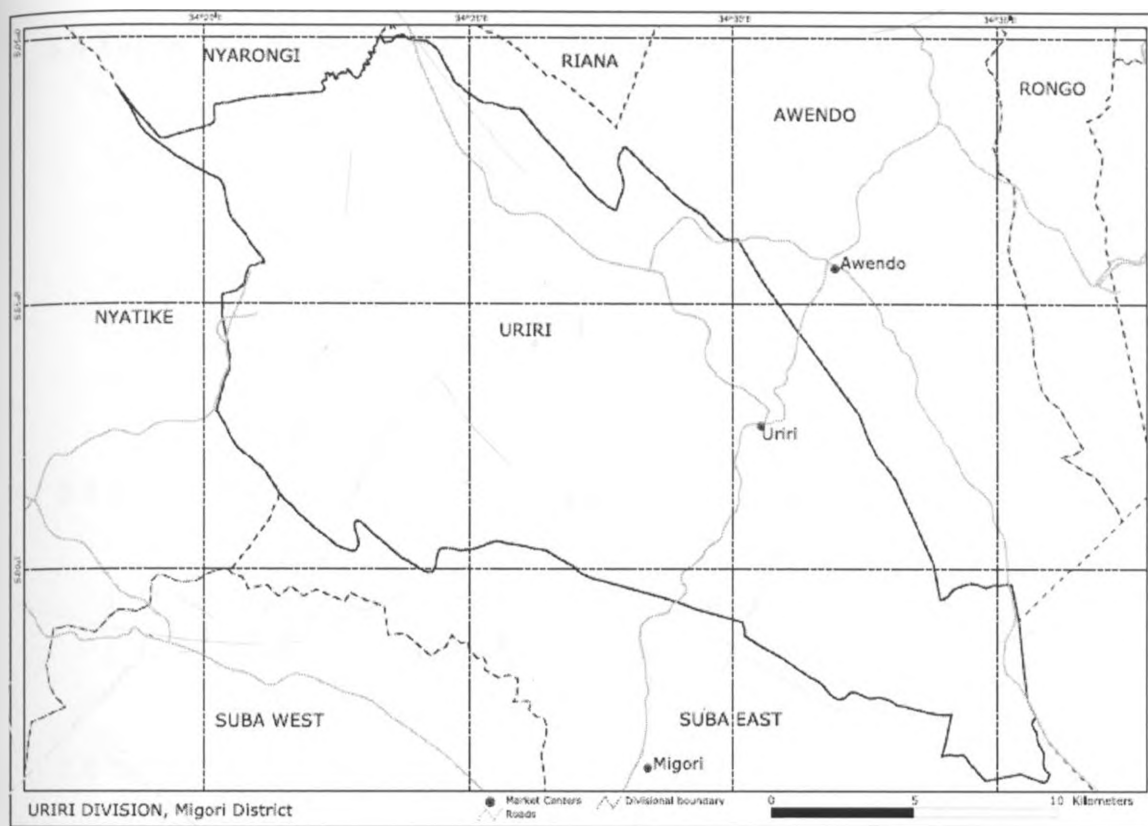 NYARONGI
RIANA
RONGO
AWENDO
Awendo
NYATIKE
URIRI
Uriri
SUBA WEST
SUBA EAST
Migori
URIRI DIVISION, Migori District
Market Centers
Divisional boundary
Roads
0 5 10 Kilometers